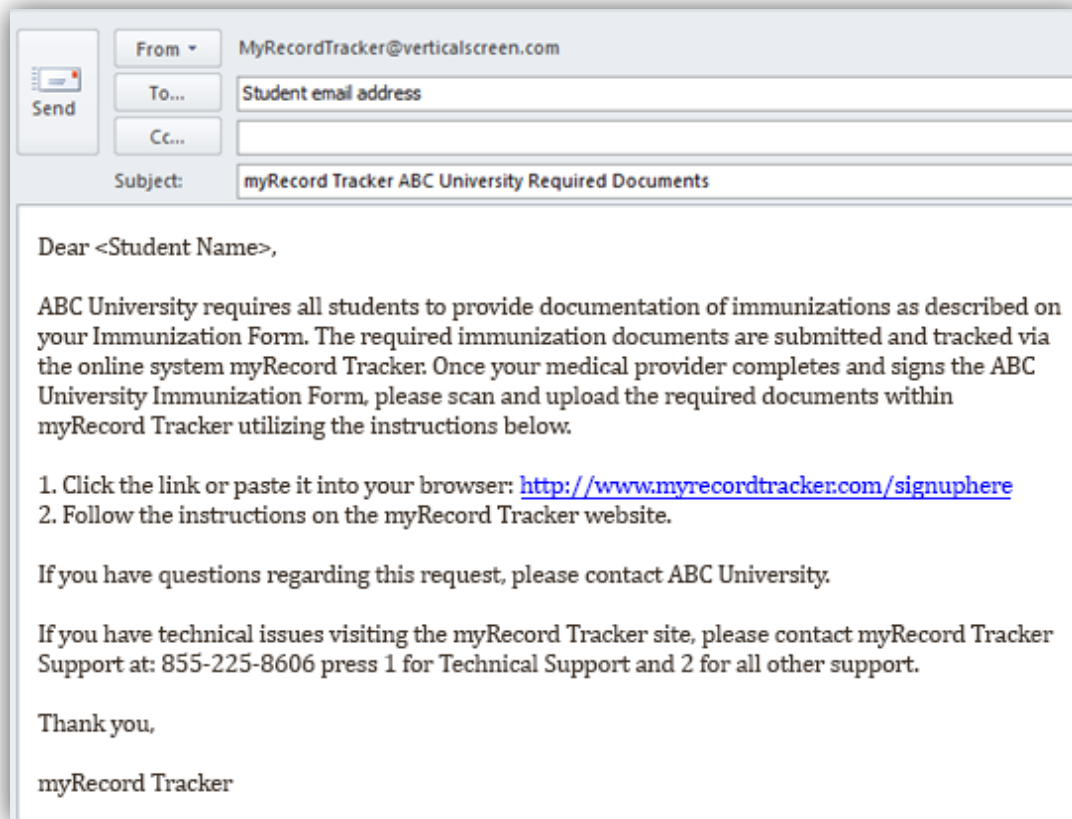 From
MyRecordTracker@verticalscreen.com
Send
To...
Student email address
Cc...
Subject:
myRecord Tracker ABC University Required Documents
Dear <Student Name>,
ABC University requires all students to provide documentation of immunizations as described on
your Immunization Form. The required immunization documents are submitted and tracked via
the online system myRecord Tracker. Once your medical provider completes and signs the ABC
University Immunization Form, please scan and upload the required documents within
myRecord Tracker utilizing the instructions below.
1. Click the link or paste it into your browser: http://www.myrecordtracker.com/signuphere
2. Follow the instructions on the myRecord Tracker website.
If you have questions regarding this request, please contact ABC University.
If you have technical issues visiting the myRecord Tracker site, please contact myRecord Tracker
Support at: 855-225-8606 press 1 for Technical Support and 2 for all other support.
Thank you,
myRecord Tracker